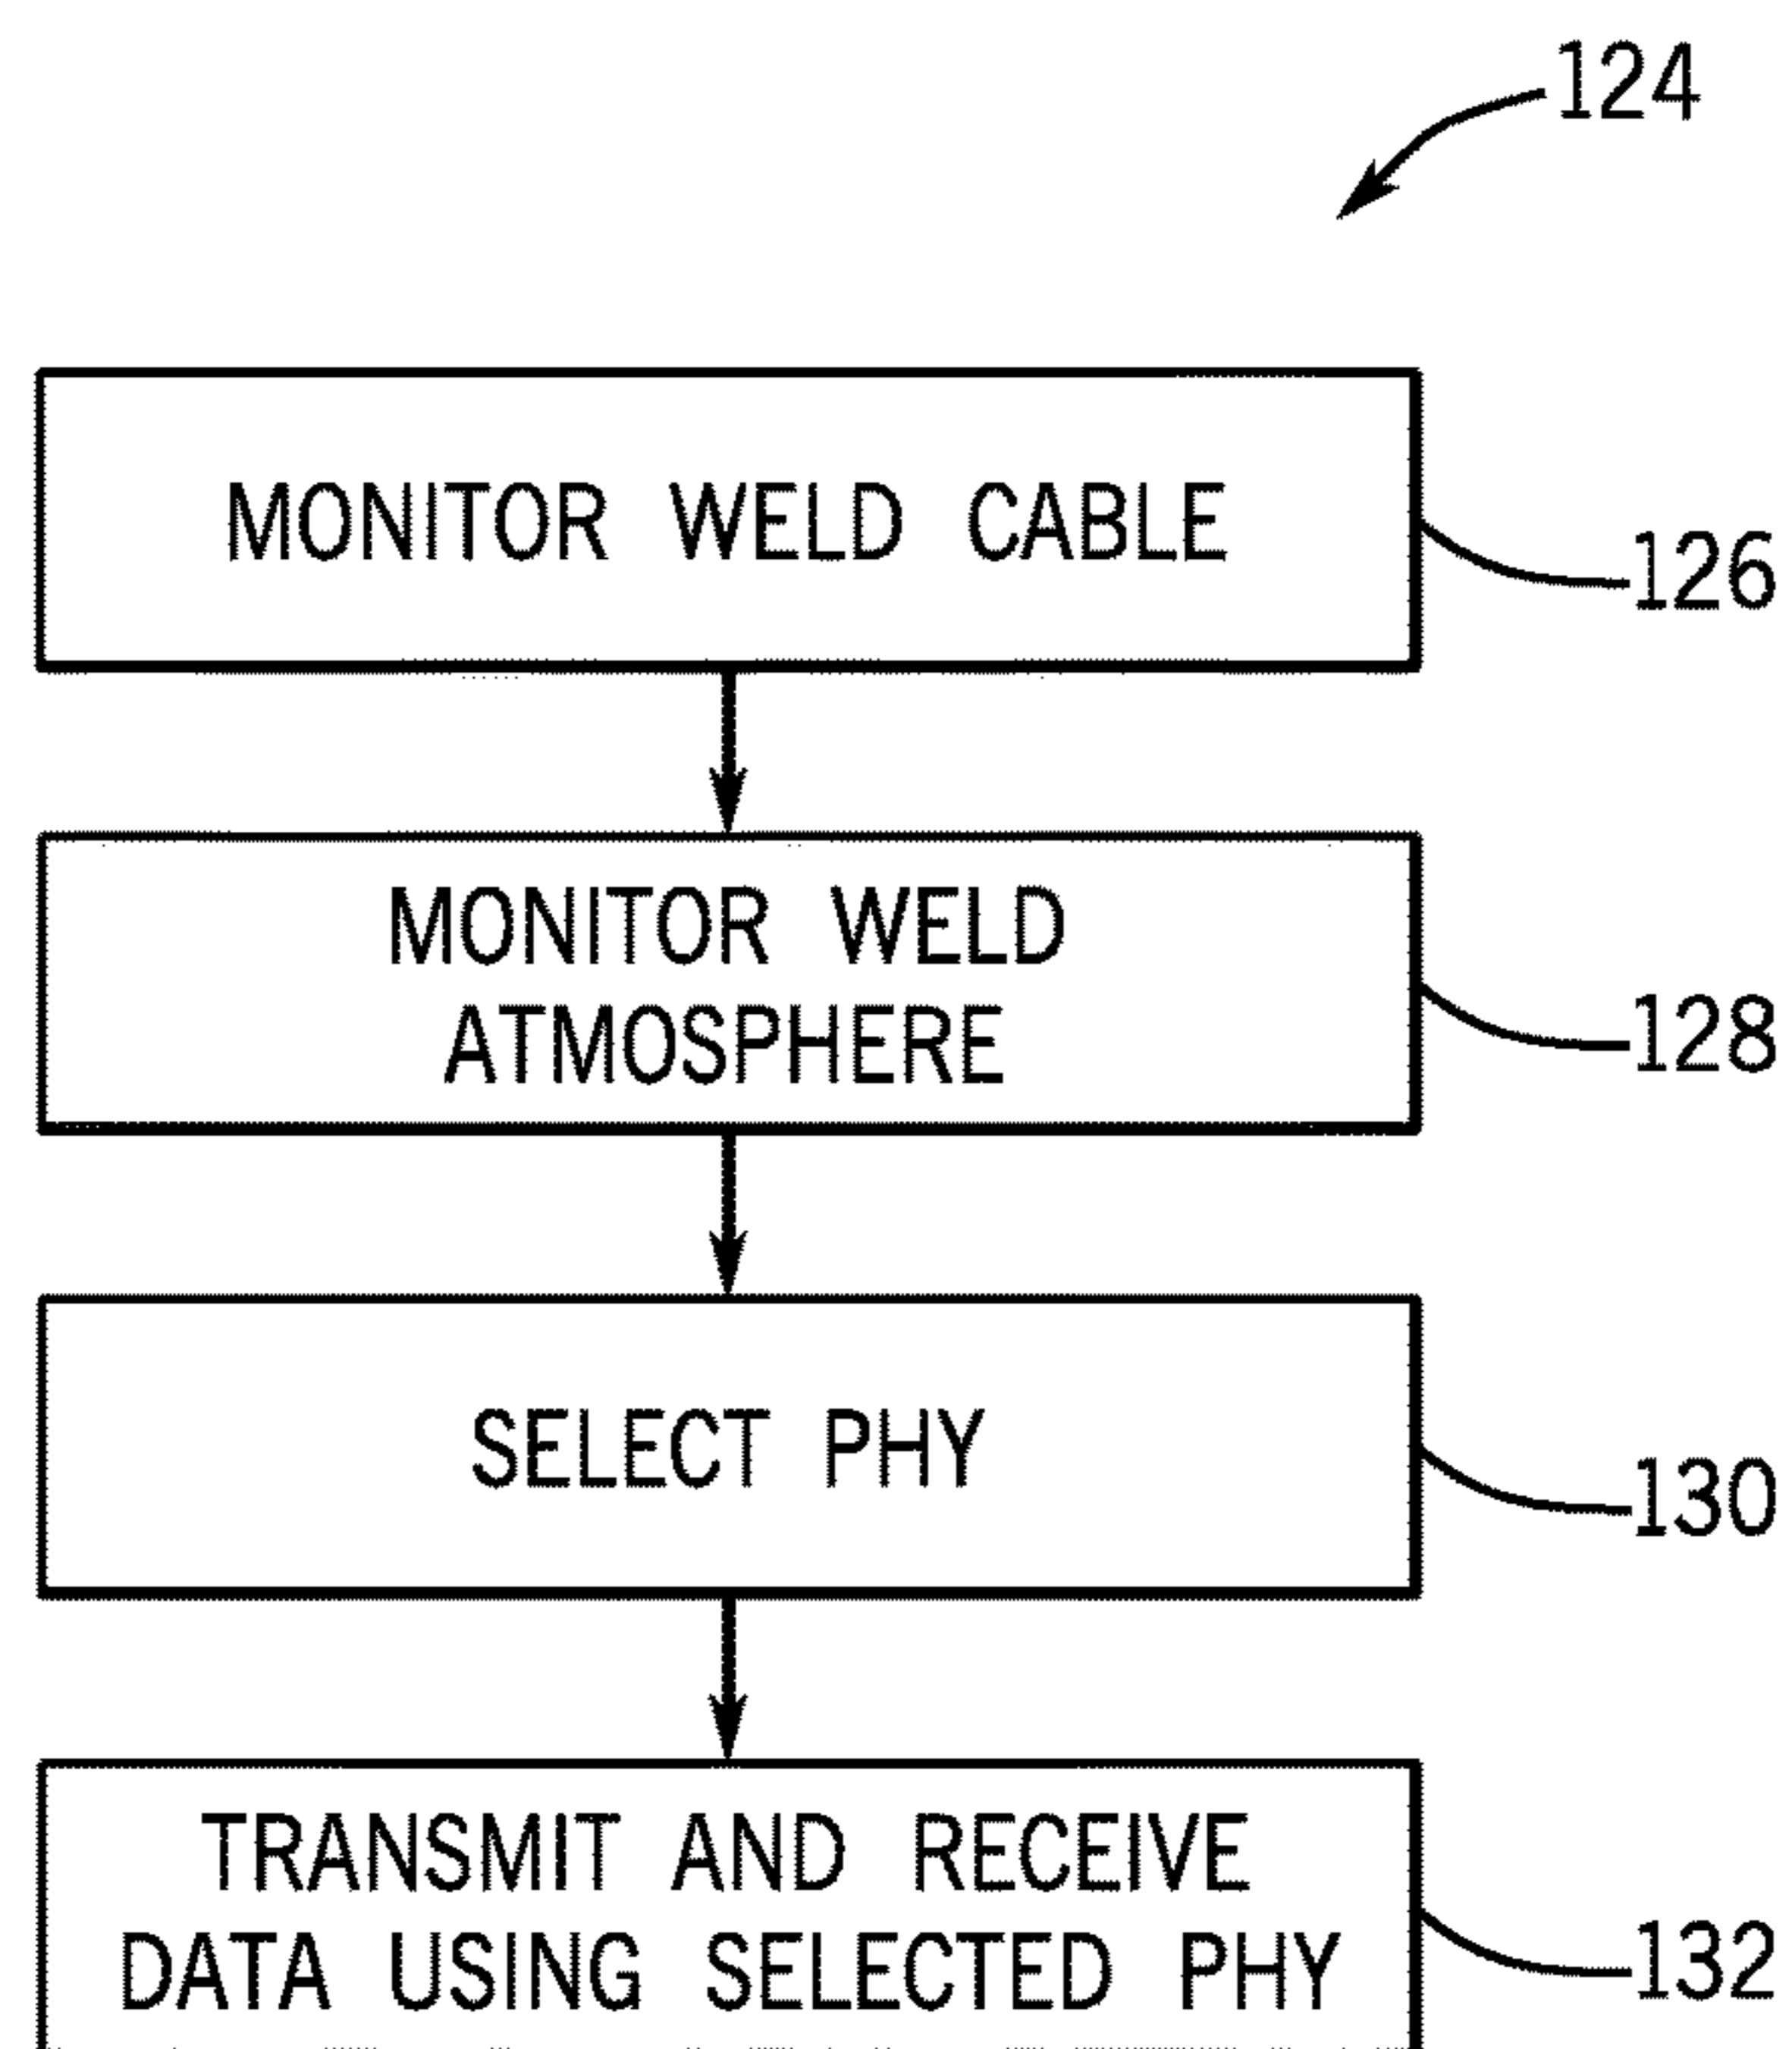 124
MONITOR WELD CABLE
126
MONITOR WELD
ATMOSPHERE
128
SELECT PHY
130
TRANSMIT AND RECEIVE
DATA USING SELECTED PHY
132